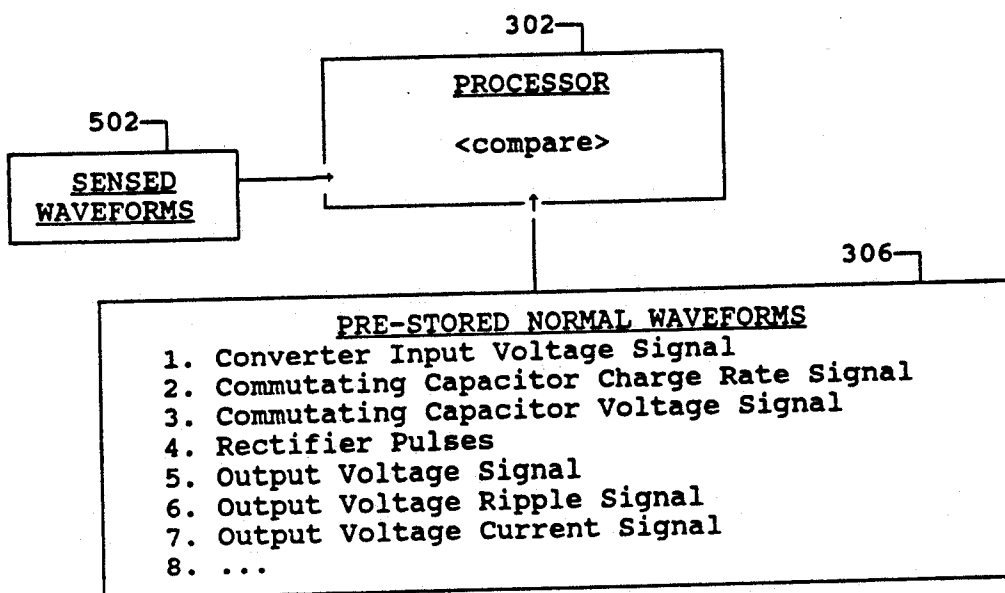 302
PROCESSOR
<compare>
502
SENSED
WAVEFORMS
306
PRE-STORED NORMAL WAVEFORMS
1. Converter Input Voltage Signal
2. Commutating Capacitor Charge Rate Signal
3. Commutating Capacitor Voltage Signal
4. Rectifier Pulses
5. Output Voltage Signal
6. Output Voltage Ripple Signal
7. Output Voltage Current Signal
8. ...